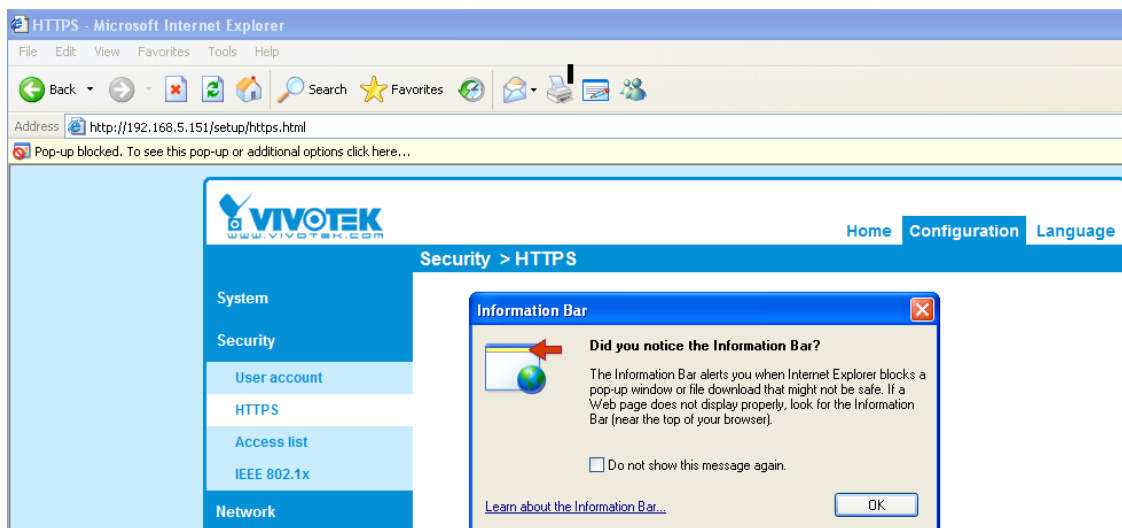 HTTPS - Microsoft Internet Explorer
File Edit View Favorites Tools Help
Back Search Favorites
Address http://192.168.5.151/setup/https.html
Pop-up blocked. To see this pop-up or additional options click here...
VIVOTEK
WWW.VIVOTEK.COM
Home Configuration Language
Security > HTTPS
System
Security
User account
HTTPS
Access list
IEEE 802.1x
Network
Information Bar
Did you notice the Information Bar?
The Information Bar alerts you when Internet Explorer blocks a
pop-up window or file download that might not be safe. If a
Web page does not display properly, look for the Information
Bar (near the top of your browser).
Do not show this message again.
Learn about the Information Bar...
OK